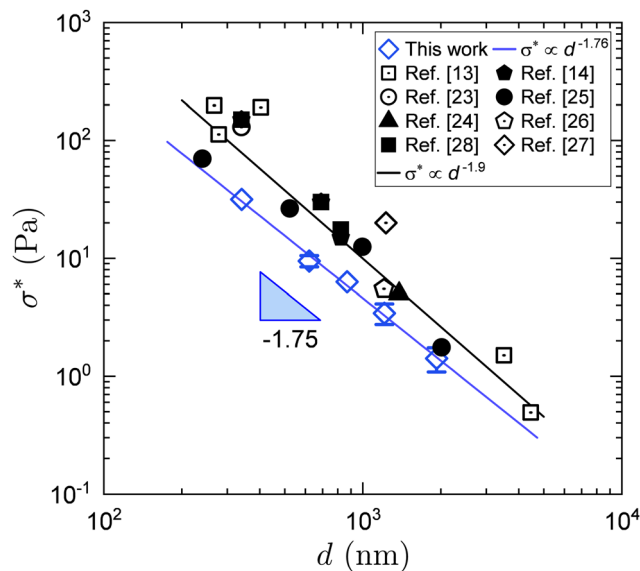 10³
10²
10¹
10⁰
10⁻¹
σ* (Pa)
This work
σ* ∝ d⁻¹·⁷⁶
Ref. [13]
Ref. [14]
Ref. [23]
Ref. [25]
Ref. [24]
Ref. [26]
Ref. [28]
Ref. [27]
σ* ∝ d⁻¹·⁹
-1.75
10²
10³
10⁴
d (nm)